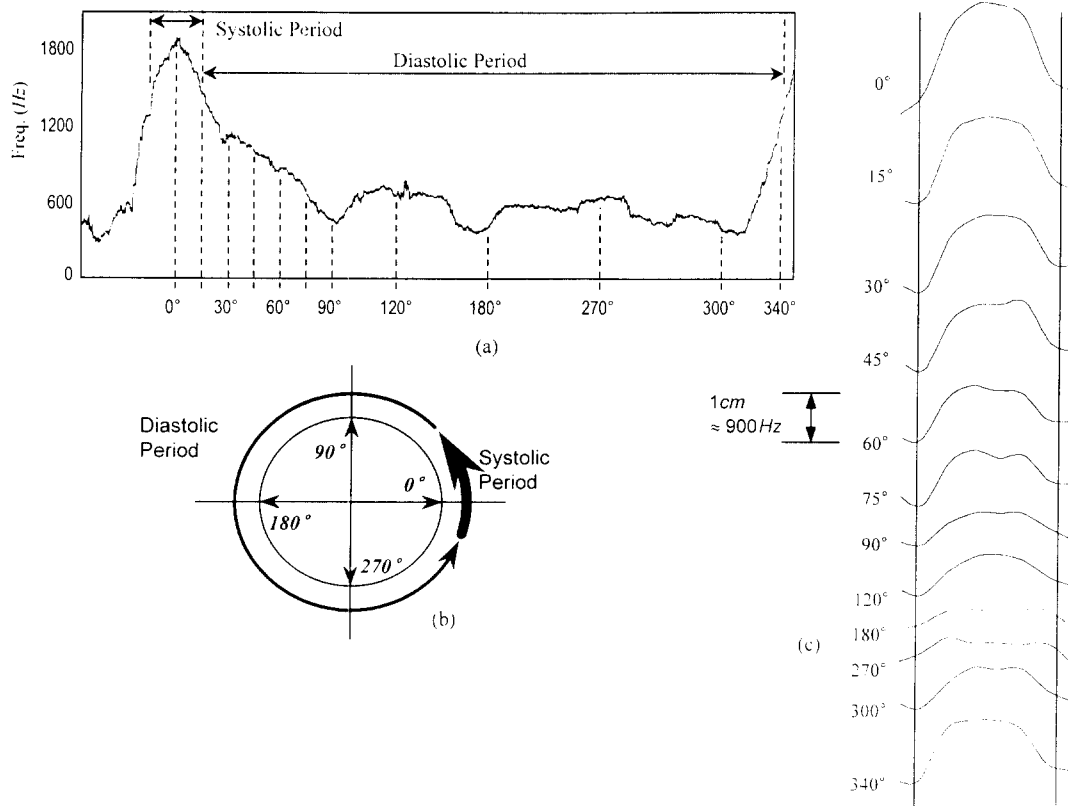 Systolic Period
Diastolic Period
Freq. (Hz)
1800
1200
600
0
0° 30° 60° 90° 120° 180° 270° 300° 340°
(a)
Diastolic
Period
90°
0°
180°
270°
Systolic
Period
(b)
1cm
≈ 900Hz
0°
15°
30°
45°
60°
75°
90°
120°
180°
270°
300°
340°
(c)